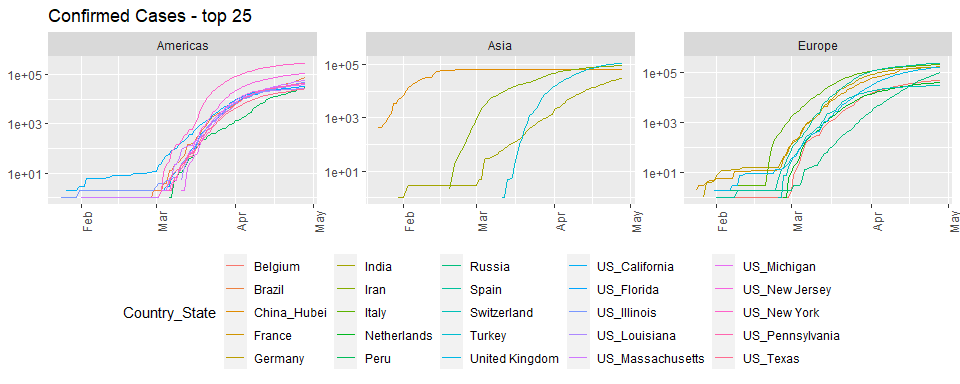 Confirmed Cases - top 25
Americas Asia Europe
1e+05 1e+05 1e+05
1e+03 1e+03 1e+03
1e+01 1e+01 1e+01
Feb Mar Apr May Feb Mar Apr May Feb Mar Apr May
Belgium India Russia US_California US_Michigan
Brazil Iran Spain US_Florida US_New Jersey
Country_State China_Hubei Italy Switzerland US_Illinois US_New York
France Netherlands Turkey US_Louisiana US_Pennsylvania
Germany Peru United Kingdom US_Massachusetts US_Texas